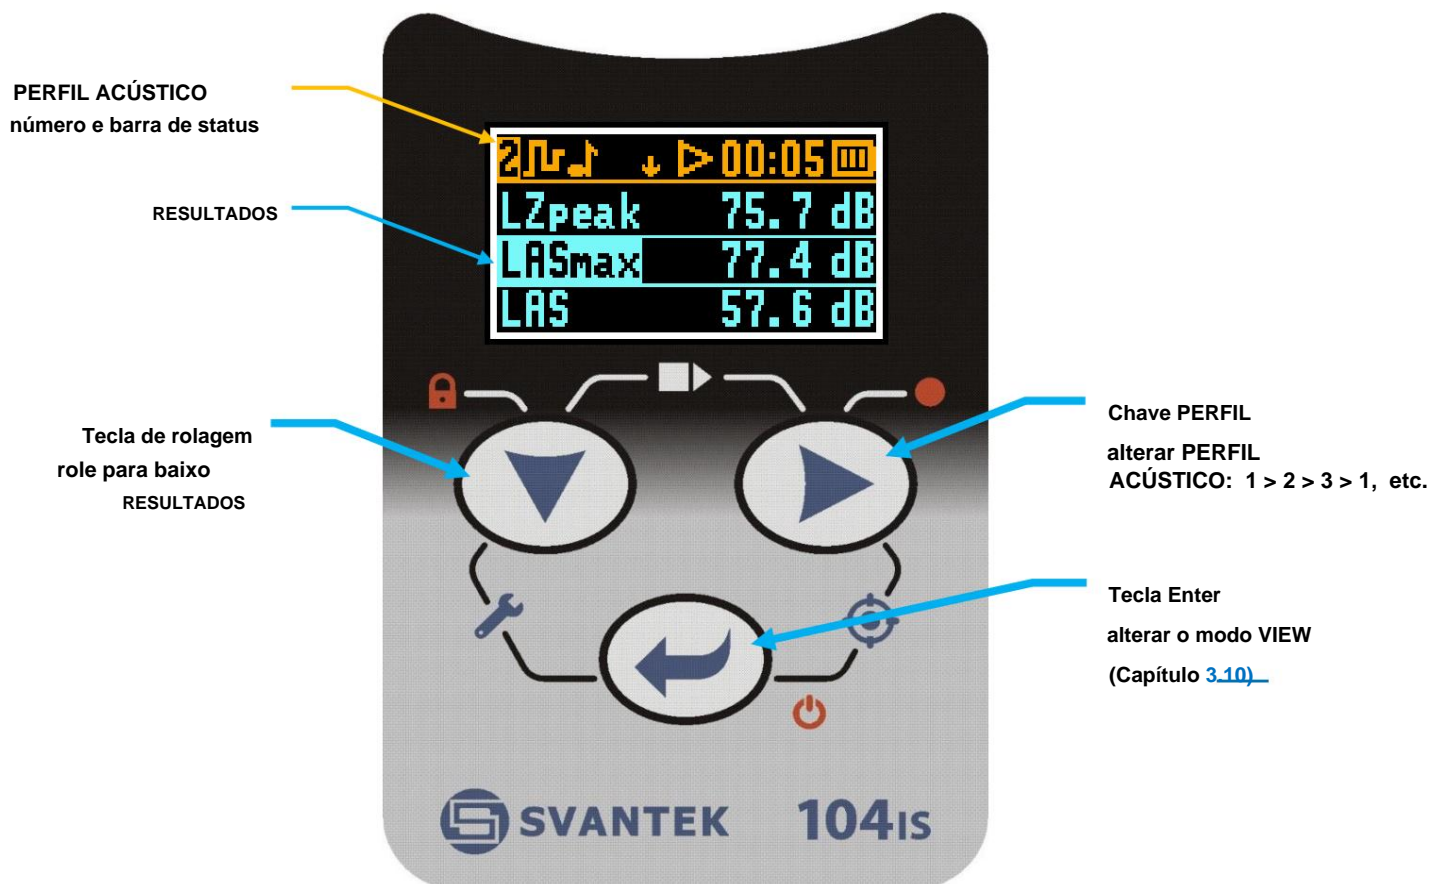 PERFIL ACÚSTICO
número e barra de status
RESULTADOS
2 00:05
LZpeak 75.7 dB
LASmax 77.4 dB
LAS 57.6 dB
Tecla de rolagem
role para baixo
RESULTADOS
Chave PERFIL
alterar PERFIL
ACÚSTICO: 1 > 2 > 3 > 1, etc.
Tecla Enter
alterar o modo VIEW
(Capítulo 3.10)
SVANTEK 104IS